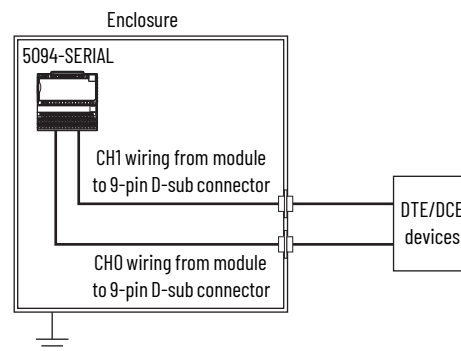 Enclosure
5094-SERIAL
CH1 wiring from module
to 9-pin D-sub connector
DTE/DCE
devices
CH0 wiring from module
to 9-pin D-sub connector